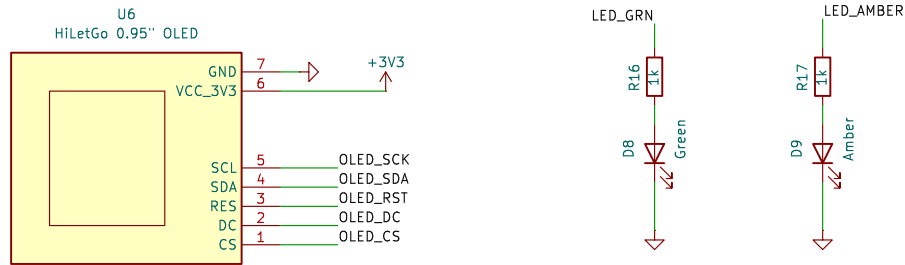 U6
HiLetGo 0.95" OLED
GND 7
VCC_3V3 6
+3V3
SCL 5 OLED_SCK
SDA 4 OLED_SDA
RES 3 OLED_RST
DC 2 OLED_DC
CS 1 OLED_CS
LED_GRN
R16 1k
D8 Green
LED_AMBER
R17 1k
D9 Amber